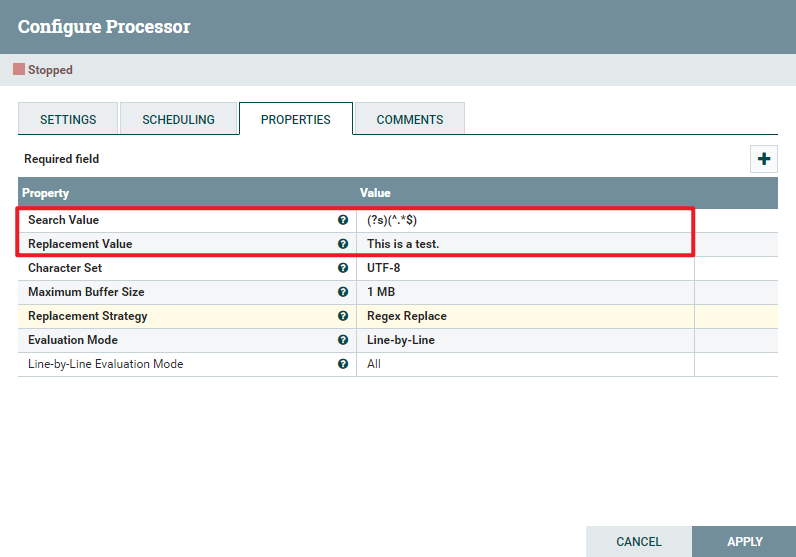 Configure Processor
Stopped
SETTINGS SCHEDULING PROPERTIES COMMENTS
Required field
Property Value
Search Value (?s)(^.*$)
Replacement Value This is a test.
Character Set UTF-8
Maximum Buffer Size 1 MB
Replacement Strategy Regex Replace
Evaluation Mode Line-by-Line
Line-by-Line Evaluation Mode All
CANCEL APPLY